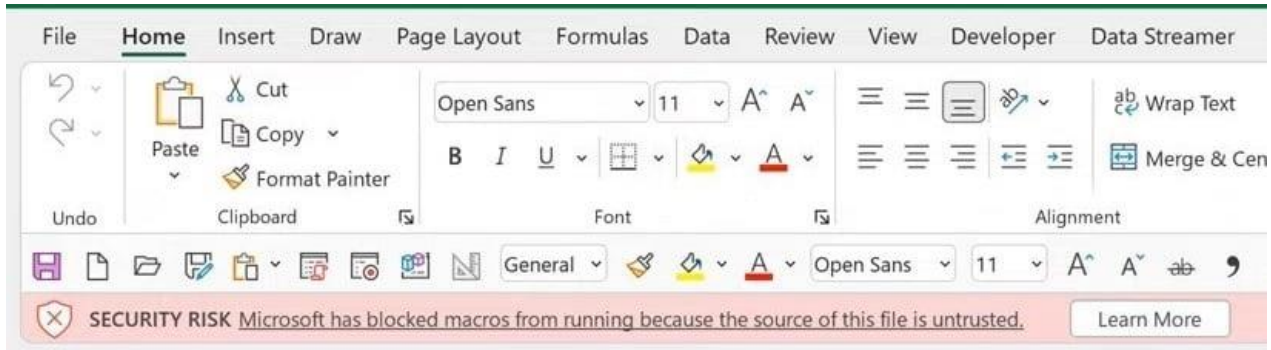 File Home Insert Draw Page Layout Formulas Data Review View Developer Data Streamer
Cut
Open Sans 11 A A ab Wrap Text
Copy
Paste
B I U A Merge & Cen
Format Painter
Undo Clipboard Font Alignment
General A Open Sans 11 A A ab
SECURITY RISK Microsoft has blocked macros from running because the source of this file is untrusted. Learn More